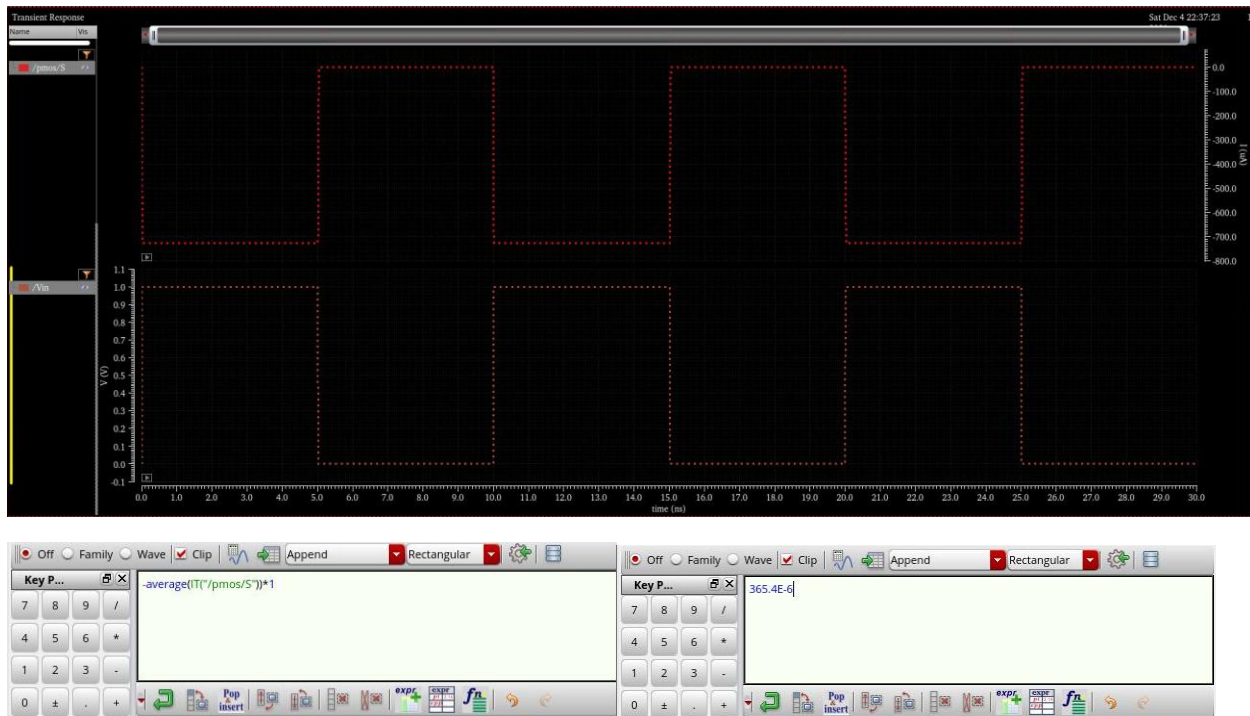 Transient Response
Sat Dec 4 22:37:23
Name Vis
/pmos/S
0.0
-100.0
-200.0
-300.0
-400.0
-500.0
-600.0
-700.0
-800.0
I (uA)
/Vin
1.1
1.0
0.9
0.8
0.7
0.6
0.5
0.4
0.3
0.2
0.1
0.0
-0.1
V (V)
0.0 1.0 2.0 3.0 4.0 5.0 6.0 7.0 8.0 9.0 10.0 11.0 12.0 13.0 14.0 15.0 16.0 17.0 18.0 19.0 20.0 21.0 22.0 23.0 24.0 25.0 26.0 27.0 28.0 29.0 30.0
time (ns)
Off Family Wave Clip Append Rectangular
Key P...
-average(IT("/pmos/S"))*1
7 8 9 /
4 5 6 *
1 2 3 -
0 ± . +
Pop insert expr expr fn
Off Family Wave Clip Append Rectangular
Key P...
365.4E-6
7 8 9 /
4 5 6 *
1 2 3 -
0 ± . +
Pop insert expr expr fn